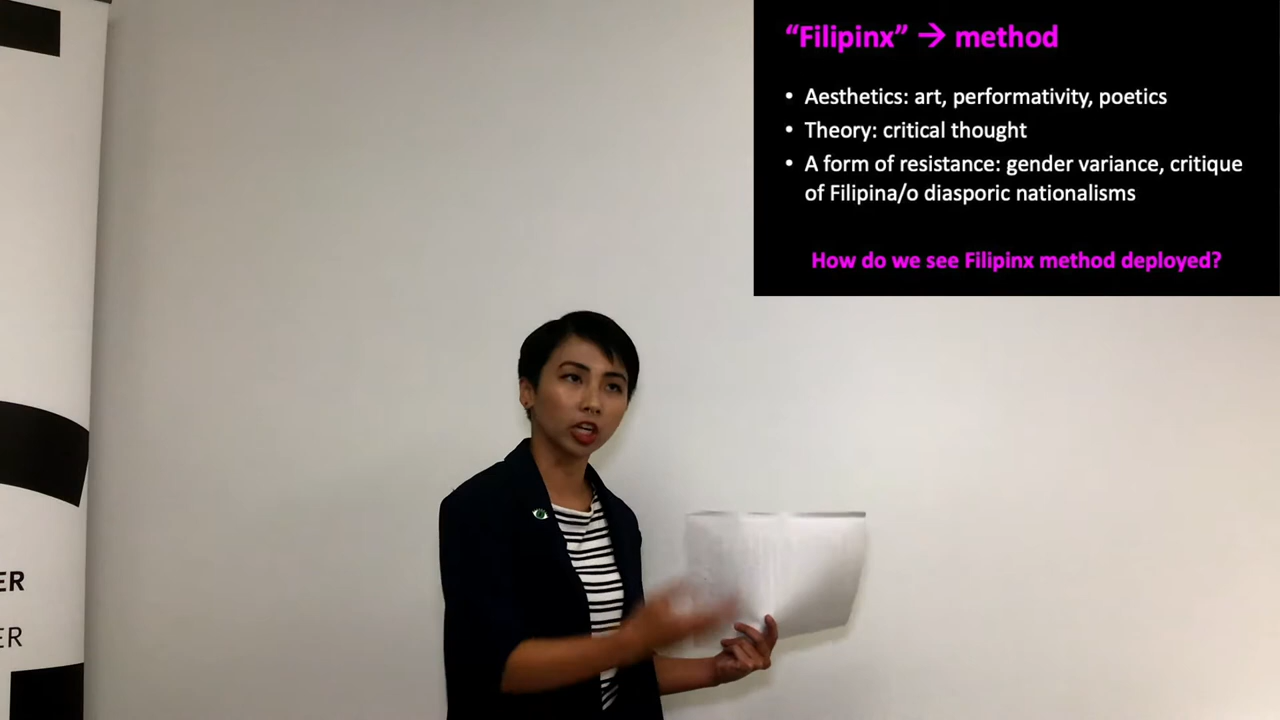 “Filipinx” → method
• Aesthetics: art, performativity, poetics
• Theory: critical thought
• A form of resistance: gender variance, critique
of Filipina/o diasporic nationalisms
How do we see Filipinx method deployed?
ER
ER